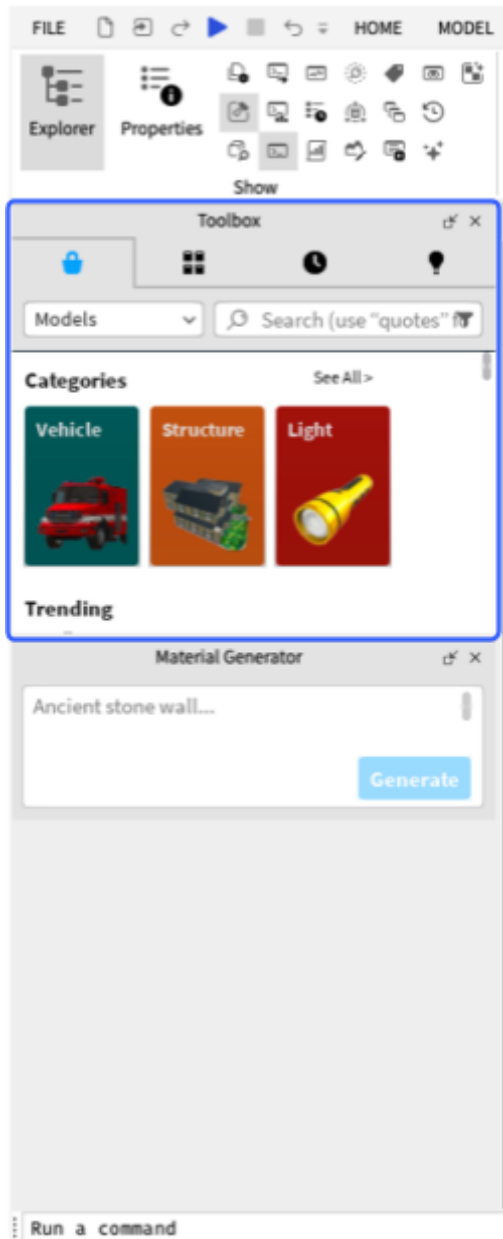 FILE HOME MODEL
Explorer Properties
Show
Toolbox
Models Search (use "quotes" f
Categories See All >
Vehicle Structure Light
Trending
Material Generator
Ancient stone wall...
Generate
Run a command